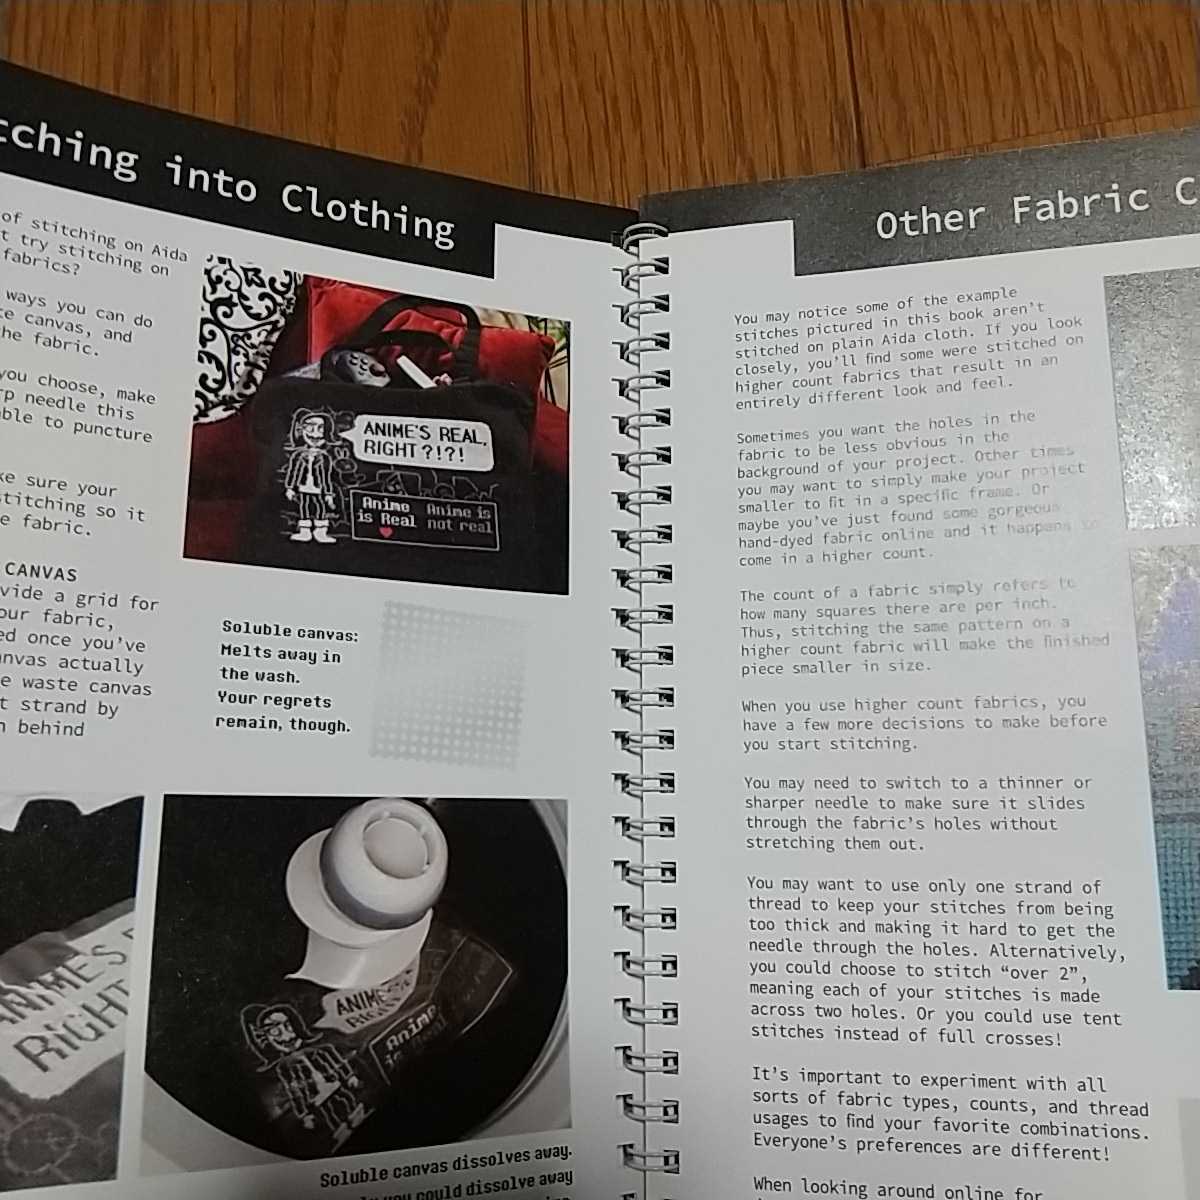 tching into Clothing
of stitching on Aida
t try stitching on
fabrics?
ways you can do
te canvas, and
the fabric.
you choose, make
rp needle this
able to puncture
ke sure your
stitching so it
e fabric.
CANVAS
vide a grid for
our fabric,
ed once you've
anvas actually
e waste canvas
t strand by
n behind
ANIME'S REAL,
RIGHT?!?!
Anime
is Real
Anime is
not real
Soluble canvas:
Melts away in
the wash.
Your regrets
remain, though.
ANIMES
RIGHT
ANIME
RIGHT
Anime
is Real
Soluble canvas dissolves away.
you could dissolve away
Other Fabric C
You may notice some of the example
stitches pictured in this book aren't
stitched on plain Aida cloth. If you look
closely, you'll find some were stitched on
higher count fabrics that result in an
entirely different look and feel.
Sometimes you want the holes in the
fabric to be less obvious in the
background of your project. Other times
you may want to simply make your project
smaller to fit in a specific frame. Or
maybe you've just found some gorgeous
hand-dyed fabric online and it happens to
come in a higher count.
The count of a fabric simply refers to
how many squares there are per inch.
Thus, stitching the same pattern on a
higher count fabric will make the finished
piece smaller in size.
When you use higher count fabrics, you
have a few more decisions to make before
you start stitching.
You may need to switch to a thinner or
sharper needle to make sure it slides
through the fabric's holes without
stretching them out.
You may want to use only one strand of
thread to keep your stitches from being
too thick and making it hard to get the
needle through the holes. Alternatively,
you could choose to stitch “over 2”,
meaning each of your stitches is made
across two holes. Or you could use tent
stitches instead of full crosses!
It's important to experiment with all
sorts of fabric types, counts, and thread
usages to find your favorite combinations.
Everyone's preferences are different!
When looking around online for